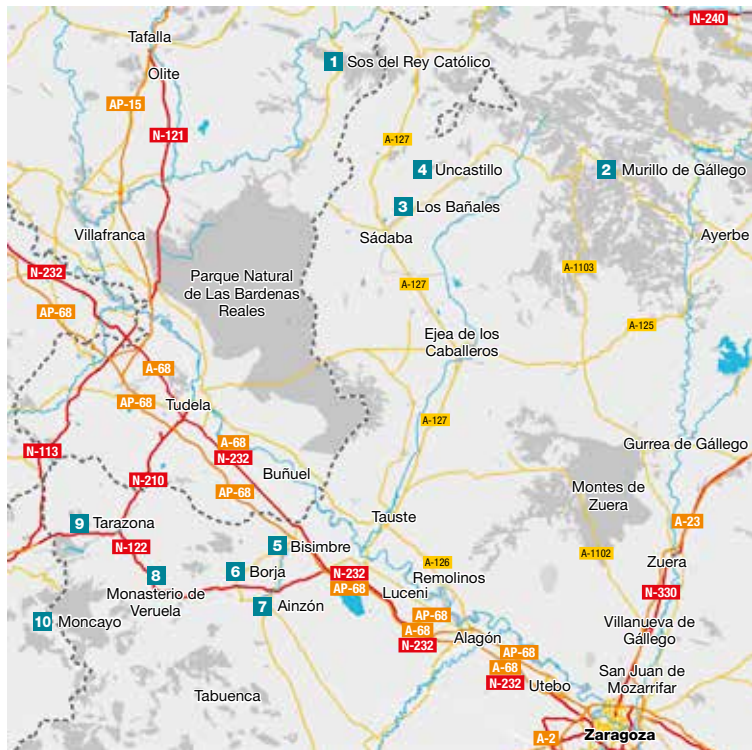 N-240
Tafalla
1 Sos del Rey Católico
Olite
AP-15
N-121
A-127
4 Uncastillo
2 Murillo de Gállego
3 Los Bañales
Villafranca
Sádaba
Ayerbe
N-232
A-1103
Parque Natural
de Las Bardenas
Reales
A-127
AP-68
A-125
Ejea de los
Caballeros
A-68
AP-68
Tudela
A-127
A-68
N-113
N-232
Gurrea de Gállego
Buñuel
N-210
AP-68
Montes de
Zuera
Tauste
A-23
9 Tarazona
N-122
5 Bisimbre
A-1102
A-126
Zuera
6 Borja
N-232
Remolinos
8
Monasterio de
Veruela
AP-68
Luceni
N-330
7 Ainzón
10 Moncayo
AP-68
Villanueva de
Gállego
A-68
N-232
Alagón
AP-68
A-68
N-232
San Juan de
Mozarrifar
Tabuenca
Utebo
A-2
Zaragoza